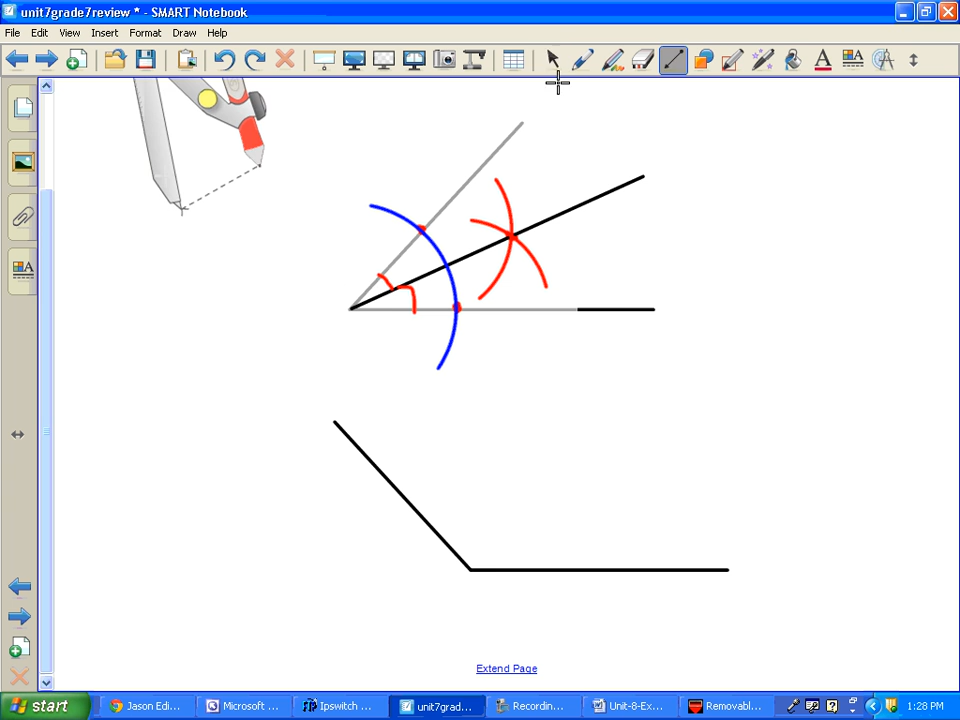 unit7grade7review * - SMART Notebook
File Edit View Insert Format Draw Help
Extend Page
start
Jason Edi...
Microsoft ...
Ipswitch ...
unit7grad...
Recordin...
Unit-8-Ex...
Removabl...
1:28 PM